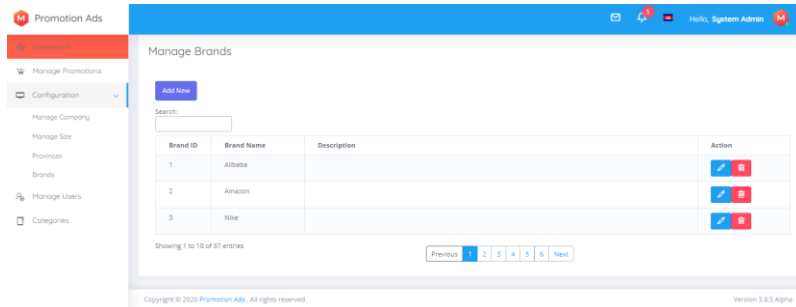 M Promotion Ads
5
Hello, System Admin
M
Dashboard
Manage Promotions
Configuration
Manage Company
Manage Size
Provinces
Brands
Manage Users
Categories
Manage Brands
Add New
Search:
Brand ID Brand Name Description Action
1 Alibaba
2 Amazon
3 Nike
Showing 1 to 10 of 57 entries
Previous 1 2 3 4 5 6 Next
Copyright © 2020 Promotion Ads , All rights reserved.
Version 3.8.5 Alpha